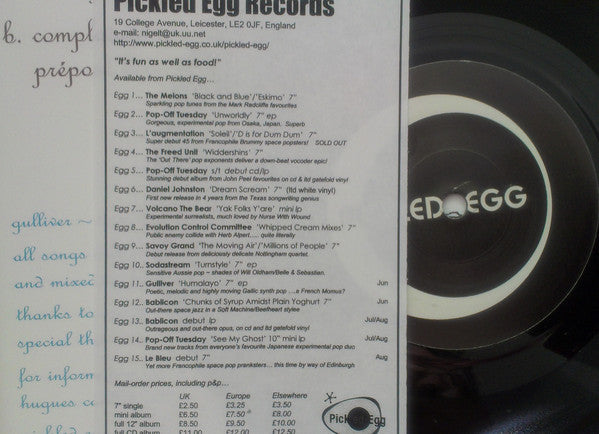 Pickled Egg Records
19 College Avenue, Leicester, LE2 0JF, England
e-mail: nigelt@uk.uu.net
http://www.pickled-egg.co.uk/pickled-egg/
"It's fun as well as food!"
Available from Pickled Egg...
Egg 1... The Melons 'Black and Blue'/'Eskimo' 7"
Sparkling pop tunes from the Mark Radcliffe favourites
Egg 2... Pop-Off Tuesday 'Unworldly' 7" ep
Gorgeous, experimental pop from Osaka, Japan. Superb
Egg 3... L'augmentation 'Soleil'/'D is for Dum Dum' 7"
Super debut 45 from Francophile Brummy space popsters! SOLD OUT
Egg 4... The Freed Unit 'Widdershins' 7"
The 'Out There' pop exponents deliver a down-beat vocoder epic!
Egg 5... Pop-Off Tuesday s/t debut cd/lp
Stunning debut album from John Peel favourites on cd & ltd gatefold vinyl
Egg 6... Daniel Johnston 'Dream Scream' 7" (ltd white vinyl)
First new release in 4 years from the Texas songwriting genius
Egg 7... Volcano The Bear 'Yak Folks Y'are' mini lp
Experimental surrealists, much loved by Nurse With Wound
Egg 8... Evolution Control Committee 'Whipped Cream Mixes' 7"
Public enemy collide with Herb Alpert..... quite literally
Egg 9... Savoy Grand 'The Moving Air'/'Millions of People' 7"
Debut release from deliciously delicate Nottingham quartet.
Egg 10.. Sodastream 'Turnstyle' 7" ep
Sensitive Aussie pop ~ shades of Will Oldham/Belle & Sebastian.
Egg 11.. Gulliver 'Humalayo' 7" ep Jun
Poetic, melodic and highly moving Gallic synth pop ...a French Momus?
Egg 12.. Bablicon 'Chunks of Syrup Amidst Plain Yoghurt 7" Jun
Out-there space jazz in a Soft Machine/Beefheart stylee
Egg 13.. Bablicon debut lp Jul/Aug
Outrageous and out-there opus, on cd and ltd gatefold vinyl
Egg 14.. Pop-Off Tuesday 'See My Ghost' 10" mini lp Jul/Aug
Brand new tracks from everyone's favourite Japanese experimental pop duo
Egg 15.. Le Bleu debut 7" Aug
Yet more Francophile space pop pranksters... this time by way of Edinburgh
Mail-order prices, including p&p...
UK Europe Elsewhere
7" single £2.50 £3.25 £3.50
mini album £6.50 £7.50 £8.00
full 12" album £8.50 £9.50 £10.00
full CD album £11.00 £12.00 £12.50
Pickled Egg
b. compl
prépo
gulliver ~
all songs
and mixed
thanks to
special th
for inform
hugues c
LED EGG